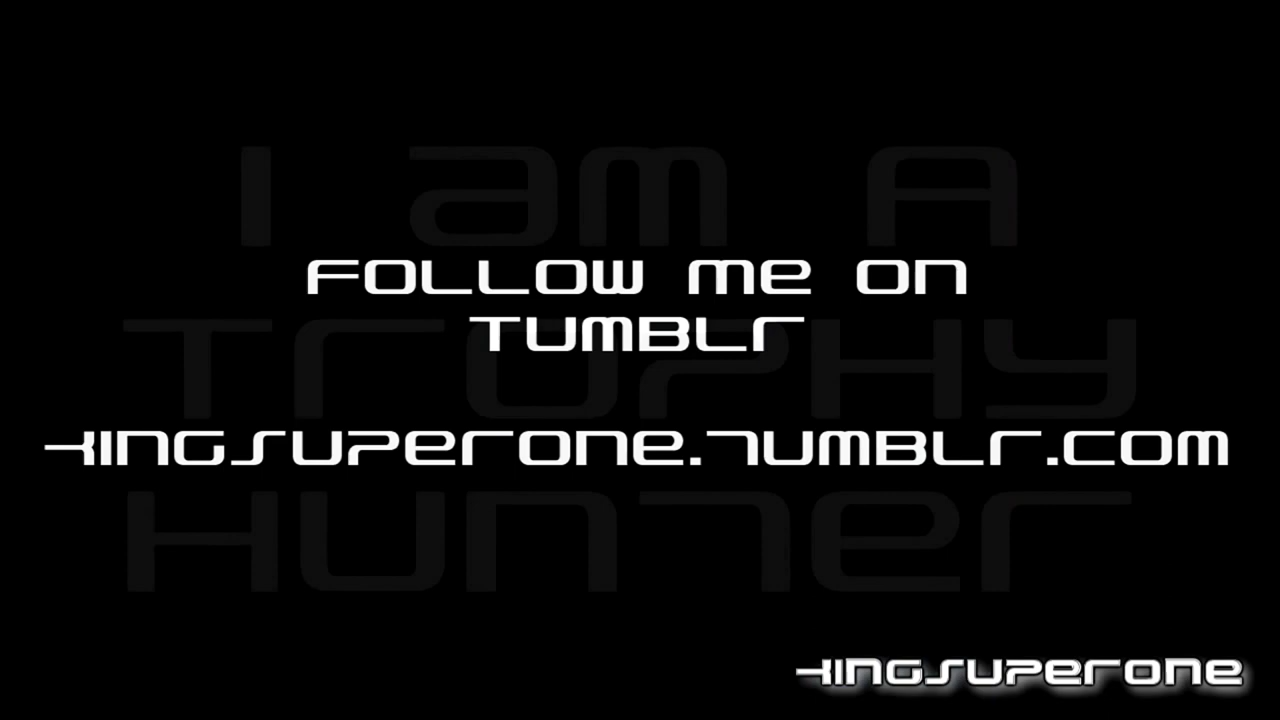 I am A
FOLLOW me ON
TUMBLR
TROPHY
KINGSUPERONE.TUMBLR.COM
HUNTER
KINGSUPERONE